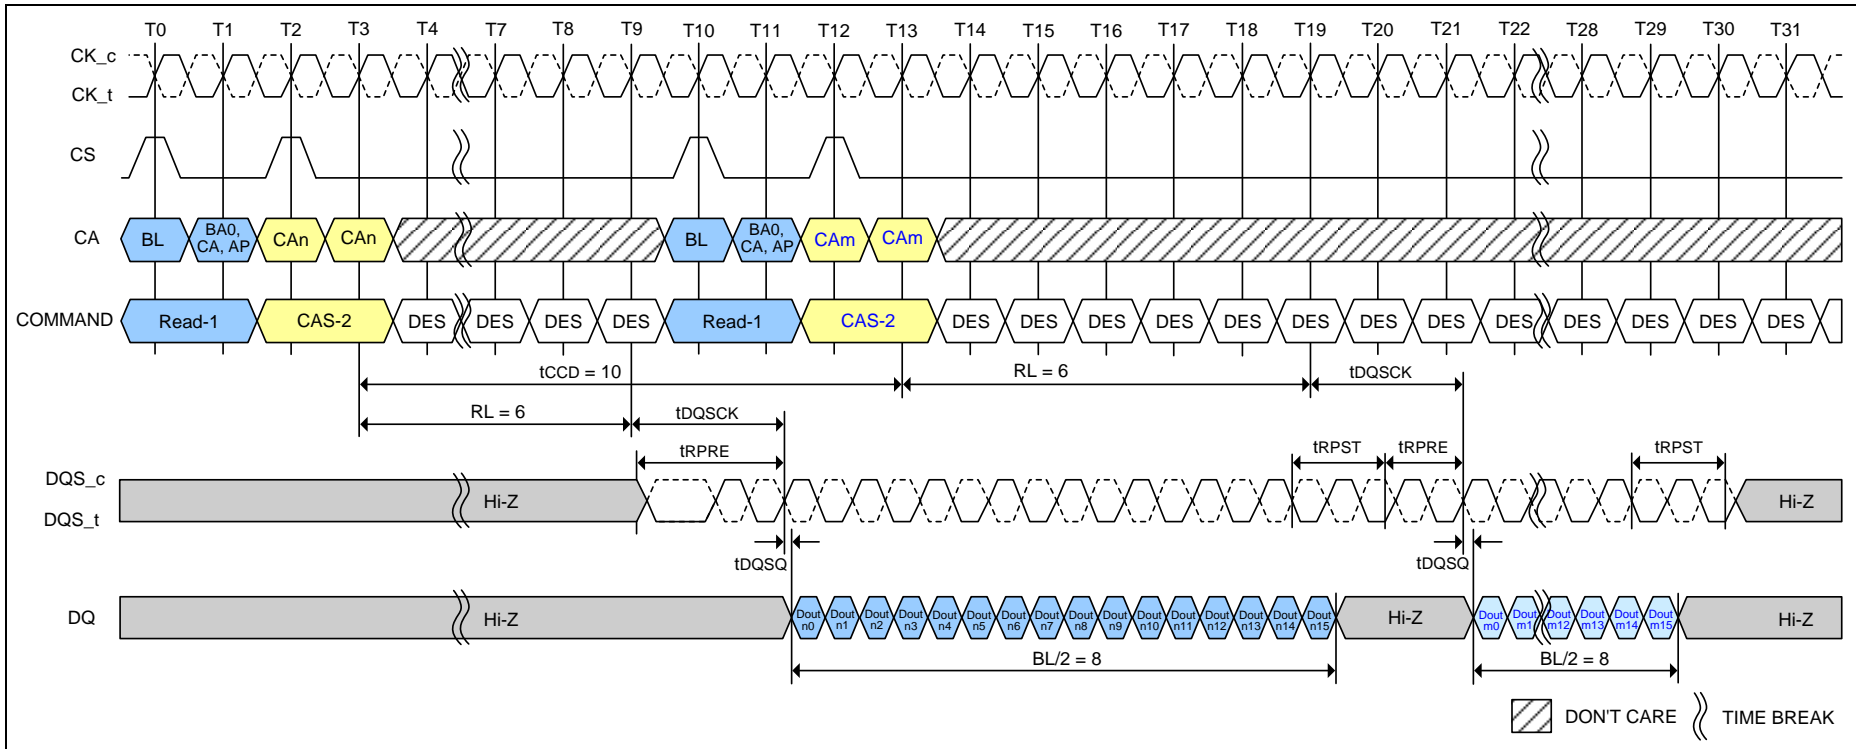 T0 T1 T2 T3 T4 T7 T8 T9 T10 T11 T12 T13 T14 T15 T16 T17 T18 T19 T20 T21 T22 T28 T29 T30 T31
CK_c
CK_t
CS
CA BL BA0, CA, AP CAn CAn BL BA0, CA, AP CAm CAm
COMMAND Read-1 CAS-2 DES DES DES DES Read-1 CAS-2 DES DES DES DES DES DES DES DES DES DES DES DES DES
tCCD = 10 RL = 6 tDQSCK
RL = 6 tDQSCK
tRPRE tRPST tRPRE tRPST
DQS_c
Hi-Z Hi-Z
DQS_t
tDQSQ tDQSQ
DQ Hi-Z Dout n0 Dout n1 Dout n2 Dout n3 Dout n4 Dout n5 Dout n6 Dout n7 Dout n8 Dout n9 Dout n10 Dout n11 Dout n12 Dout n13 Dout n14 Dout n15 Hi-Z Dout m0 Dout m1 Dout m12 Dout m13 Dout m14 Dout m15 Hi-Z
BL/2 = 8 BL/2 = 8
DON'T CARE TIME BREAK